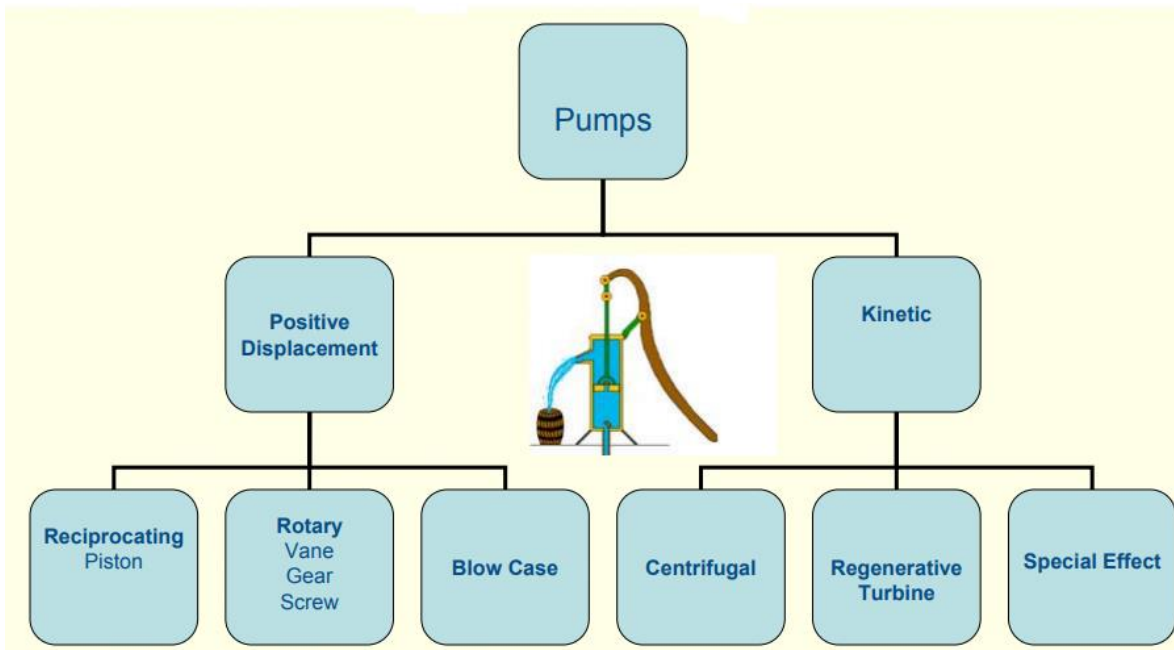 Pumps
Positive
Displacement
Kinetic
Reciprocating
Piston
Rotary
Vane
Gear
Screw
Blow Case
Centrifugal
Regenerative
Turbine
Special Effect